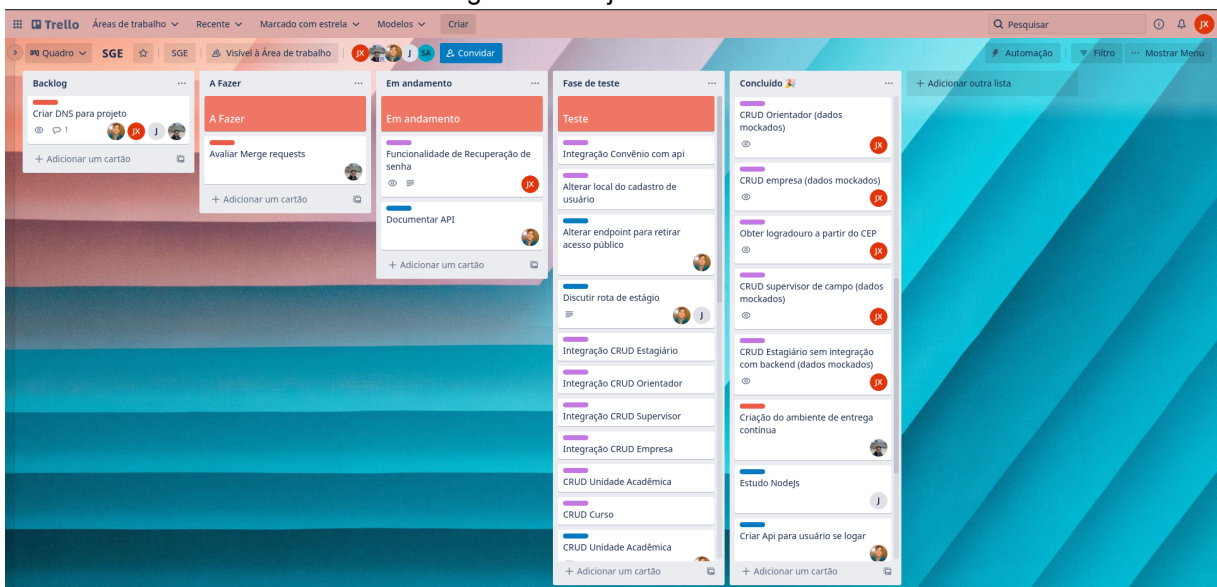 Trello Áreas de trabalho Recente Marcado com estrela Modelos Criar Pesquisar JX
Quadro SGE SGE Visível à Área de trabalho JX J SA Convidar Automação Filtro ... Mostrar Menu
Backlog ...
Criar DNS para projeto
1 JX J
+ Adicionar um cartão
A Fazer ...
A Fazer
Avaliar Merge requests
+ Adicionar um cartão
Em andamento ...
Em andamento
Funcionalidade de Recuperação de
senha
JX
Documentar API
+ Adicionar um cartão
Fase de teste ...
Teste
Integração Convênio com api
Alterar local do cadastro de
usuário
Alterar endpoint para retirar
acesso público
Discutir rota de estágio
J
Integração CRUD Estagiário
Integração CRUD Orientador
Integração CRUD Supervisor
Integração CRUD Empresa
CRUD Unidade Acadêmica
CRUD Curso
CRUD Unidade Acadêmica
+ Adicionar um cartão
Concluído 🎉 ...
CRUD Orientador (dados
mockados)
JX
CRUD empresa (dados mockados)
JX
Obter logradouro a partir do CEP
JX
CRUD supervisor de campo (dados
mockados)
JX
CRUD Estagiário sem integração
com backend (dados mockados)
JX
Criação do ambiente de entrega
contínua
Estudo NodeJs
J
Criar Api para usuário se logar
+ Adicionar um cartão
+ Adicionar outra lista